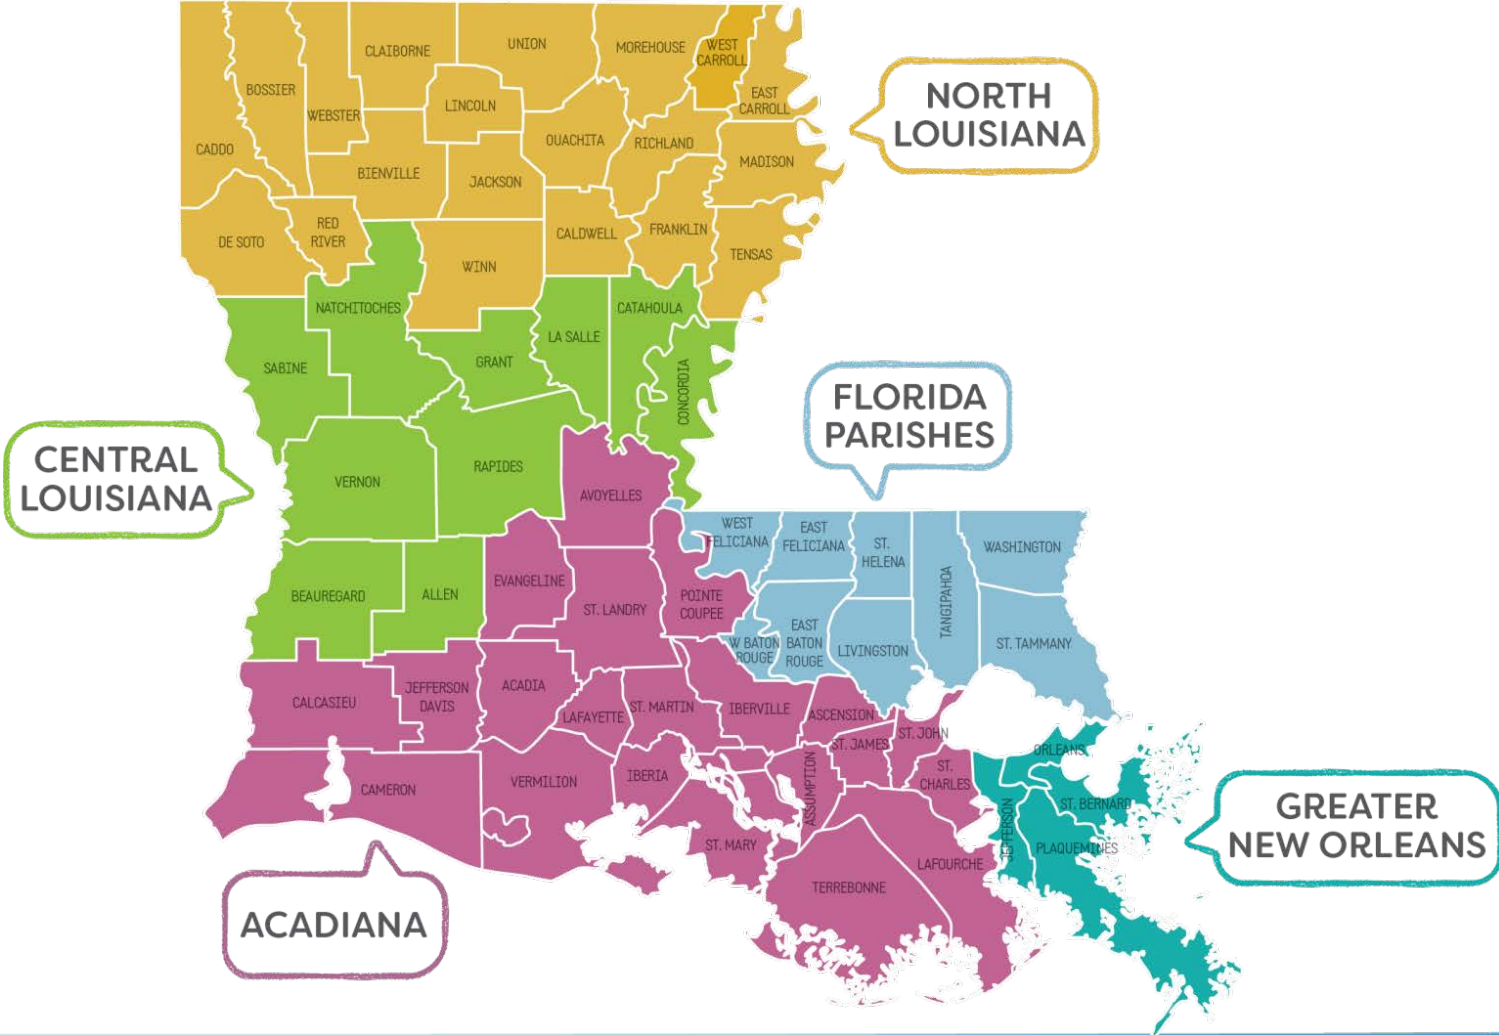 CLAIBORNE
UNION
MOREHOUSE
WEST
CARROLL
BOSSIER
WEBSTER
LINCOLN
EAST
CARROLL
NORTH
LOUISIANA
CADDO
OUACHITA
RICHLAND
MADISON
BIENVILLE
JACKSON
DE SOTO
RED
RIVER
CALDWELL
FRANKLIN
TENSAS
WINN
NATCHITOCHES
CATAHOULA
LA SALLE
SABINE
GRANT
CONCORDIA
FLORIDA
PARISHES
CENTRAL
LOUISIANA
VERNON
RAPIDES
AVOYELLES
WEST
FELICIANA
EAST
FELICIANA
ST.
HELENA
TANGIPAHOA
WASHINGTON
BEAUREGARD
ALLEN
EVANGELINE
ST. LANDRY
POINTE
COUPEE
W BATON
ROUGE
EAST
BATON
ROUGE
LIVINGSTON
ST. TAMMANY
CALCASIEU
JEFFERSON
DAVIS
ACADIA
LAFAYETTE
ST. MARTIN
IBERVILLE
ASCENSION
ST. JAMES
ST. JOHN
ORLEANS
CAMERON
VERMILION
IBERIA
ASSUMPTION
ST.
CHARLES
JEFFERSON
ST. BERNARD
PLAQUEMINES
GREATER
NEW ORLEANS
ST. MARY
LAFOURCHE
TERREBONNE
ACADIANA